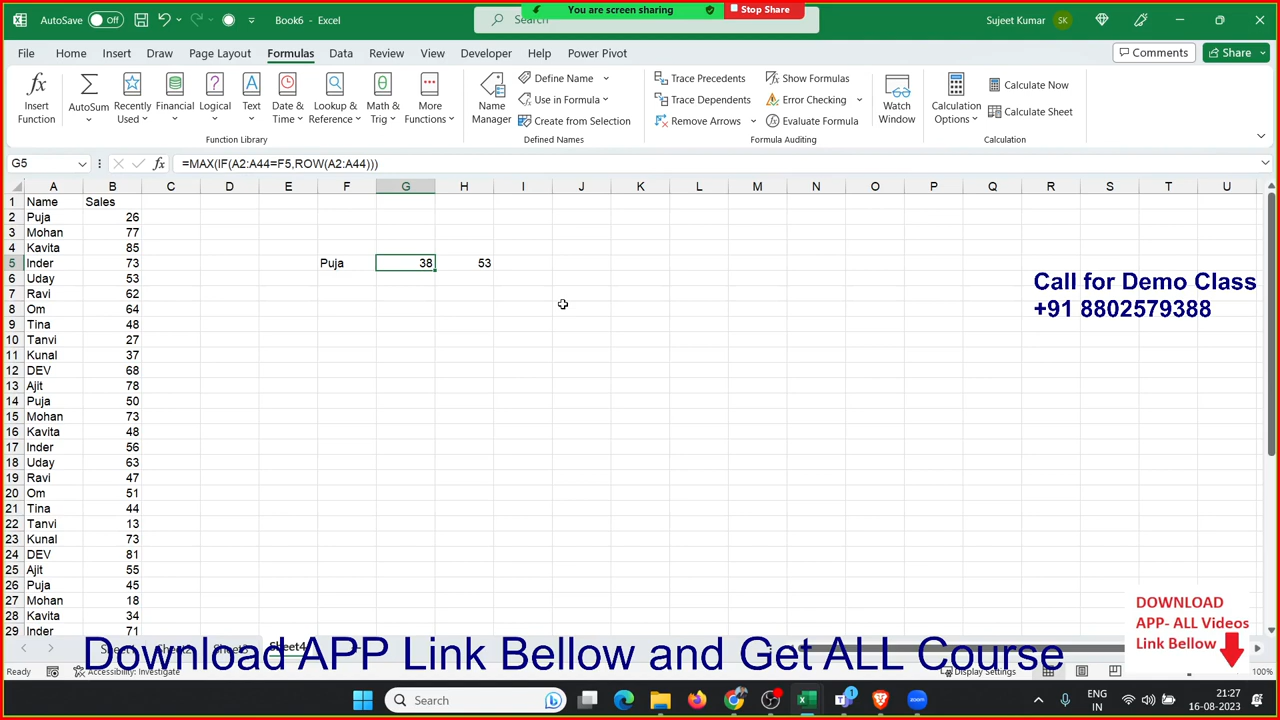 AutoSave Off Book6 - Excel Search Sujeet Kumar SK
You are screen sharing Stop Share
File Home Insert Draw Page Layout Formulas Data Review View Developer Help Power Pivot Comments Share
Insert Function AutoSum Recently Used Financial Logical Text Date & Time Lookup & Reference Math & Trig More Functions
Function Library
Name Manager Define Name Use in Formula Create from Selection
Defined Names
Trace Precedents Trace Dependents Remove Arrows Show Formulas Error Checking Evaluate Formula
Formula Auditing
Watch Window
Calculation Options Calculate Now Calculate Sheet
Calculation
G5 fx =MAX(IF(A2:A44=F5,ROW(A2:A44)))
A B C D E F G H I J K L M N O P Q R S T U
1 Name Sales
2 Puja 26
3 Mohan 77
4 Kavita 85
5 Inder 73 Puja 38 53
6 Uday 53
7 Ravi 62
8 Om 64
9 Tina 48
10 Tanvi 27
11 Kunal 37
12 DEV 68
13 Ajit 78
14 Puja 50
15 Mohan 73
16 Kavita 48
17 Inder 56
18 Uday 63
19 Ravi 47
20 Om 51
21 Tina 44
22 Tanvi 13
23 Kunal 73
24 DEV 81
25 Ajit 55
26 Puja 45
27 Mohan 18
28 Kavita 34
29 Inder 71
Call for Demo Class
+91 8802579388
DOWNLOAD
APP- ALL Videos
Link Bellow
Sheet4
Download APP Link Bellow and Get ALL Course
Ready Accessibility: Investigate Display Settings 100%
Search ENG IN 21:27 16-08-2023